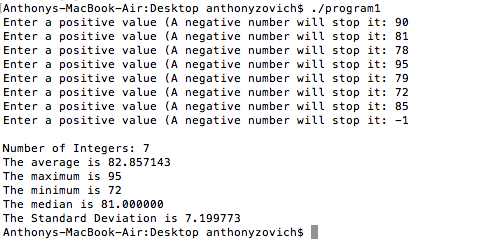 Anthonys-MacBook-Air:Desktop anthonyzovich$ ./program1
Enter a positive value (A negative number will stop it: 90
Enter a positive value (A negative number will stop it: 81
Enter a positive value (A negative number will stop it: 78
Enter a positive value (A negative number will stop it: 95
Enter a positive value (A negative number will stop it: 79
Enter a positive value (A negative number will stop it: 72
Enter a positive value (A negative number will stop it: 85
Enter a positive value (A negative number will stop it: -1
Number of Integers: 7
The average is 82.857143
The maximum is 95
The minimum is 72
The median is 81.000000
The Standard Deviation is 7.199773
Anthonys-MacBook-Air:Desktop anthonyzovich$